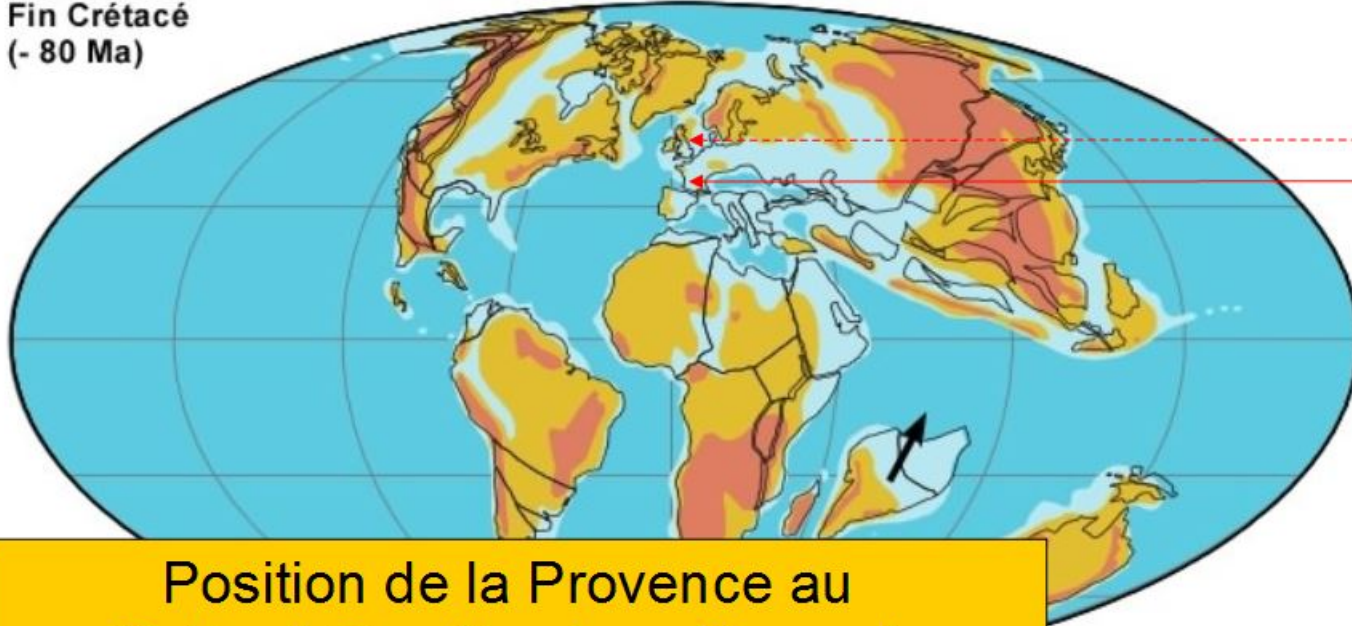 Fin Crétacé
(- 80 Ma)
Position de la Provence au